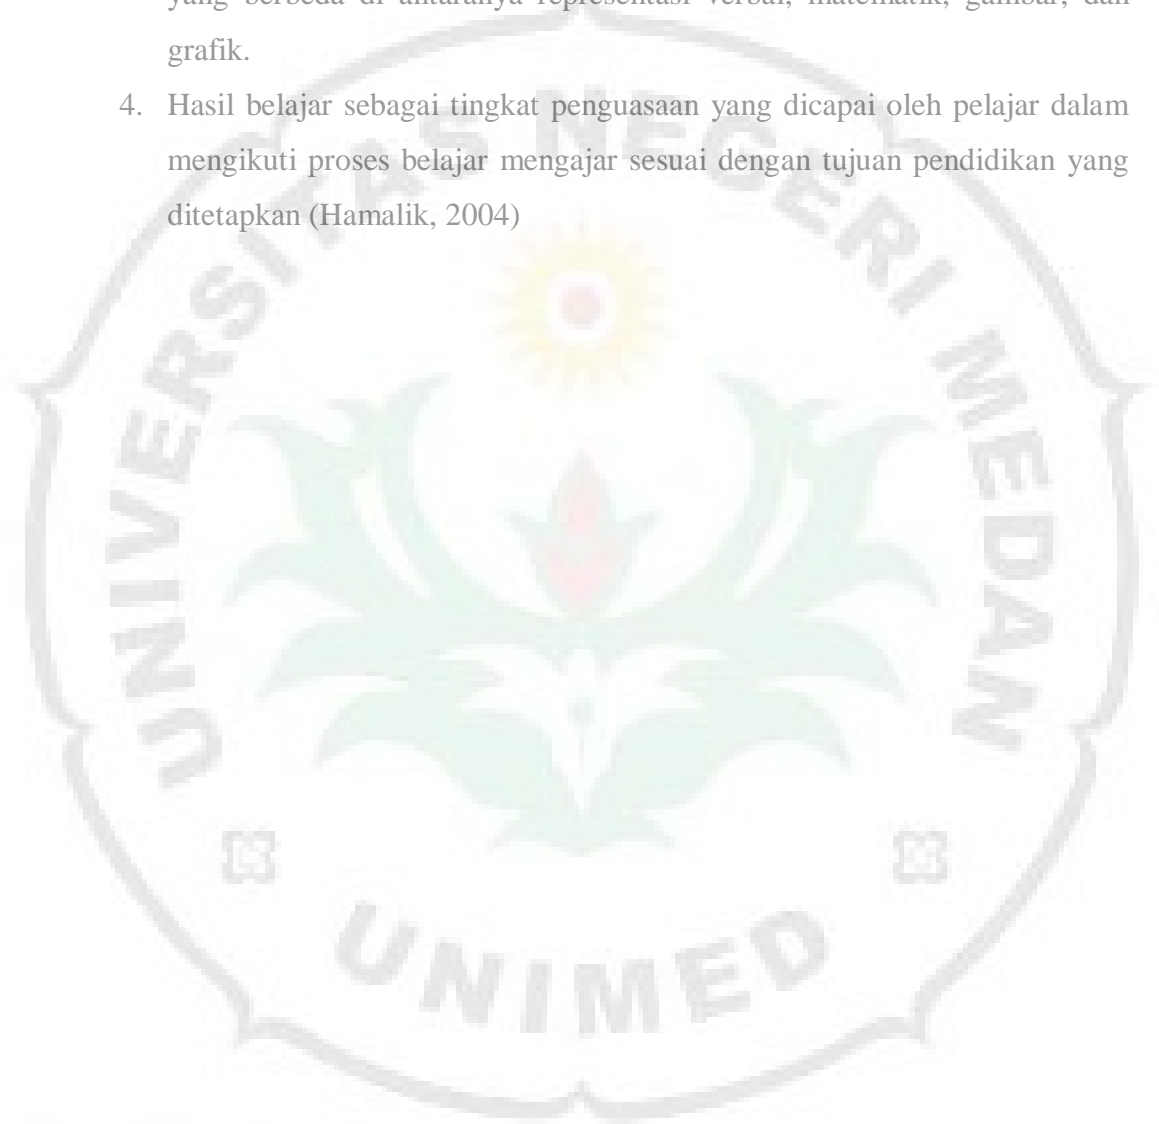 yang berbeda di antaranya representasi verbal, matematik, gambar, dan
grafik.
4. Hasil belajar sebagai tingkat penguasaan yang dicapai oleh pelajar dalam
mengikuti proses belajar mengajar sesuai dengan tujuan pendidikan yang
ditetapkan (Hamalik, 2004)
UNIVERSITAS NEGERI MEDAN
UNIMED